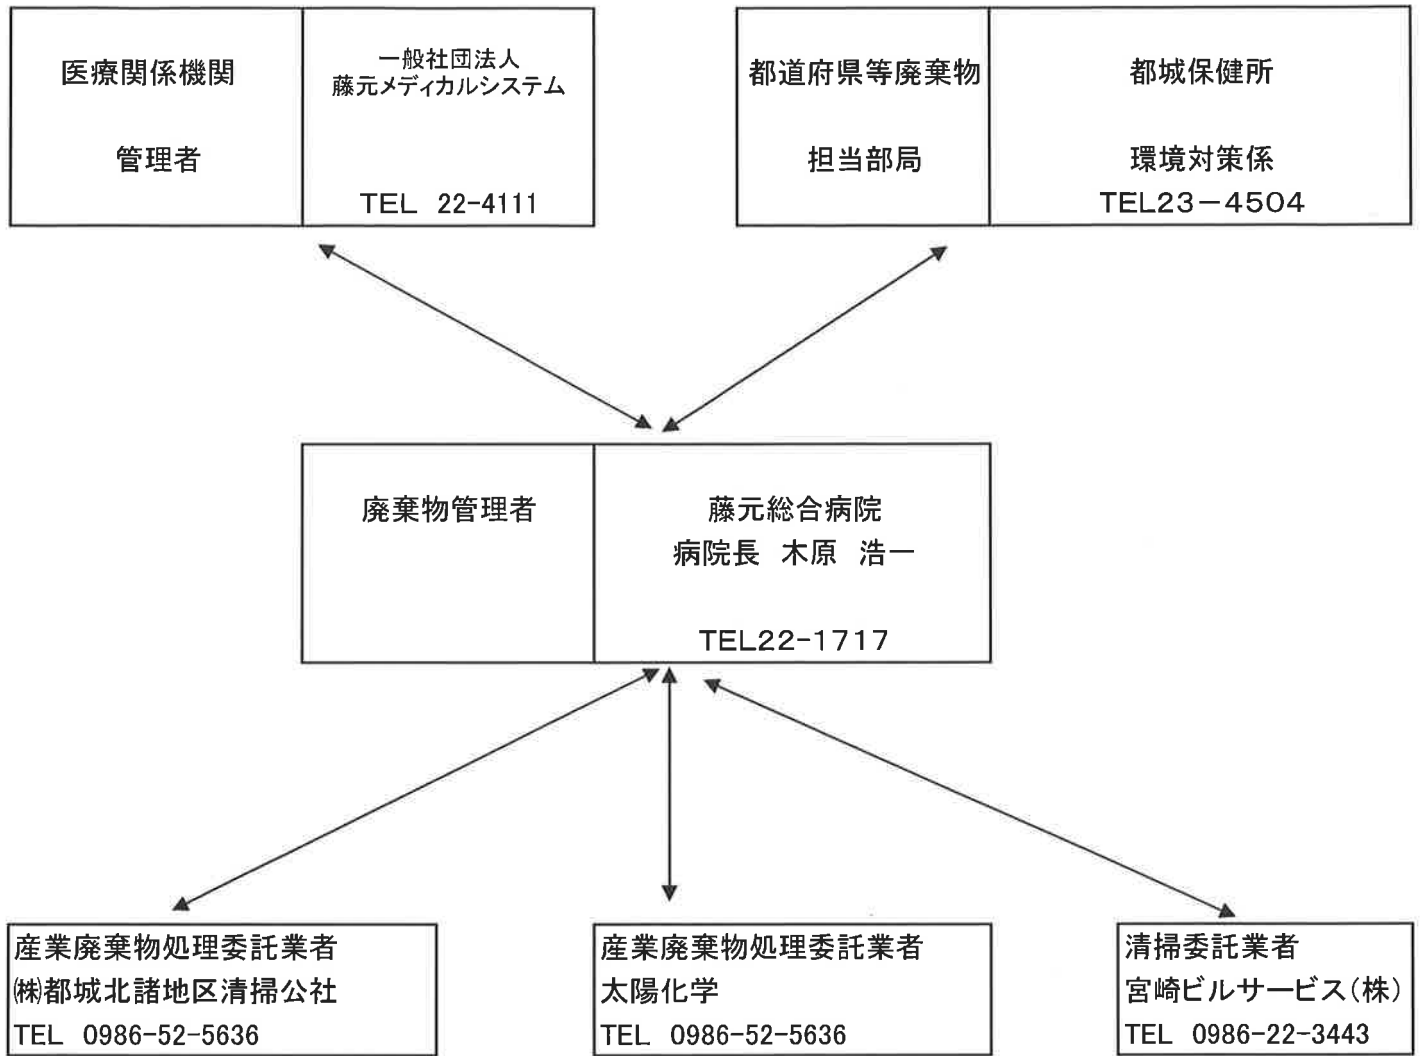 医療関係機関
管理者
一般社団法人
藤元メディカルシステム
TEL 22-4111
都道府県等廃棄物
担当部局
都城保健所
環境対策係
TEL23－4504
廃棄物管理者
藤元総合病院
病院長 木原 浩一
TEL22-1717
産業廃棄物処理委託業者
㈱都城北諸地区清掃公社
TEL 0986-52-5636
産業廃棄物処理委託業者
太陽化学
TEL 0986-52-5636
清掃委託業者
宮崎ビルサービス(株)
TEL 0986-22-3443